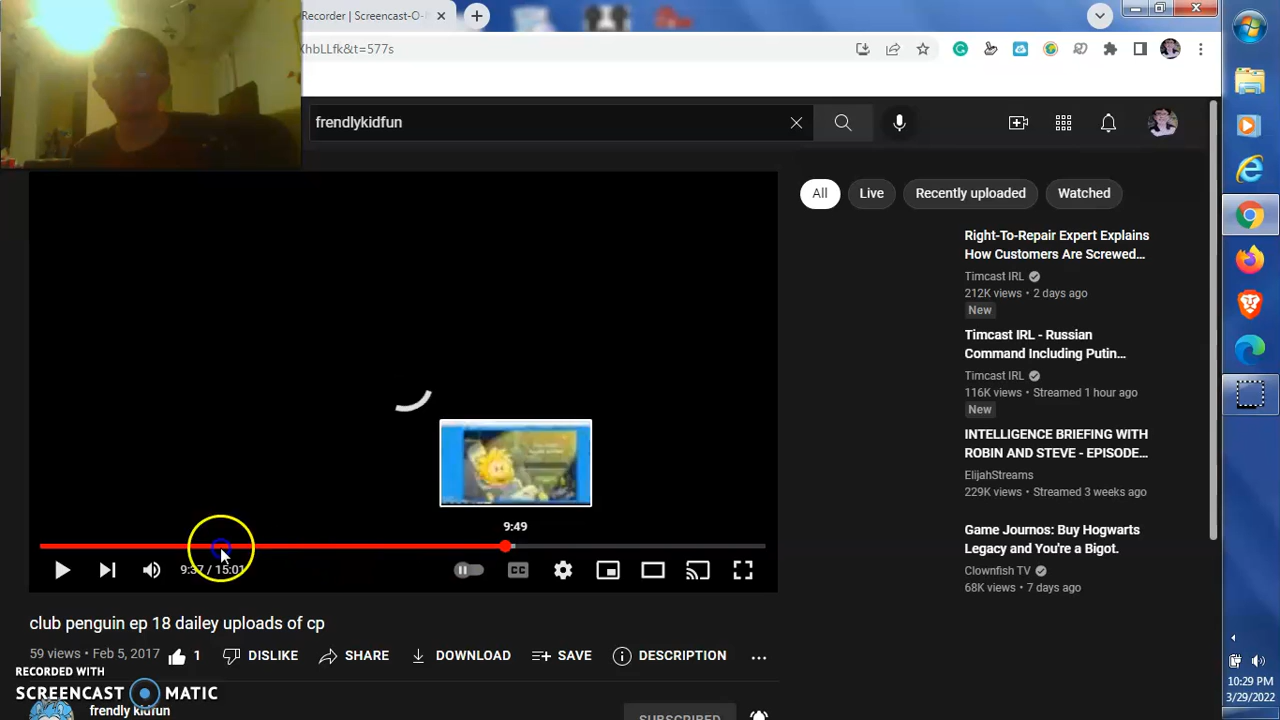 Recorder | Screencast-O-
XhbLLfk&t=577s
frendlykidfun
All
Live
Recently uploaded
Watched
Right-To-Repair Expert Explains
How Customers Are Screwed...
Timcast IRL
212K views • 2 days ago
New
Timcast IRL - Russian
Command Including Putin...
Timcast IRL
116K views • Streamed 1 hour ago
New
INTELLIGENCE BRIEFING WITH
ROBIN AND STEVE - EPISODE...
ElijahStreams
229K views • Streamed 3 weeks ago
Game Journos: Buy Hogwarts
Legacy and You're a Bigot.
Clownfish TV
68K views • 7 days ago
9:49
9:37 / 15:01
CC
club penguin ep 18 dailey uploads of cp
59 views • Feb 5, 2017
1
DISLIKE
SHARE
DOWNLOAD
SAVE
DESCRIPTION
RECORDED WITH
SCREENCAST MATIC
frendly kidfun
SUBSCRIBED
10:29 PM
3/29/2022